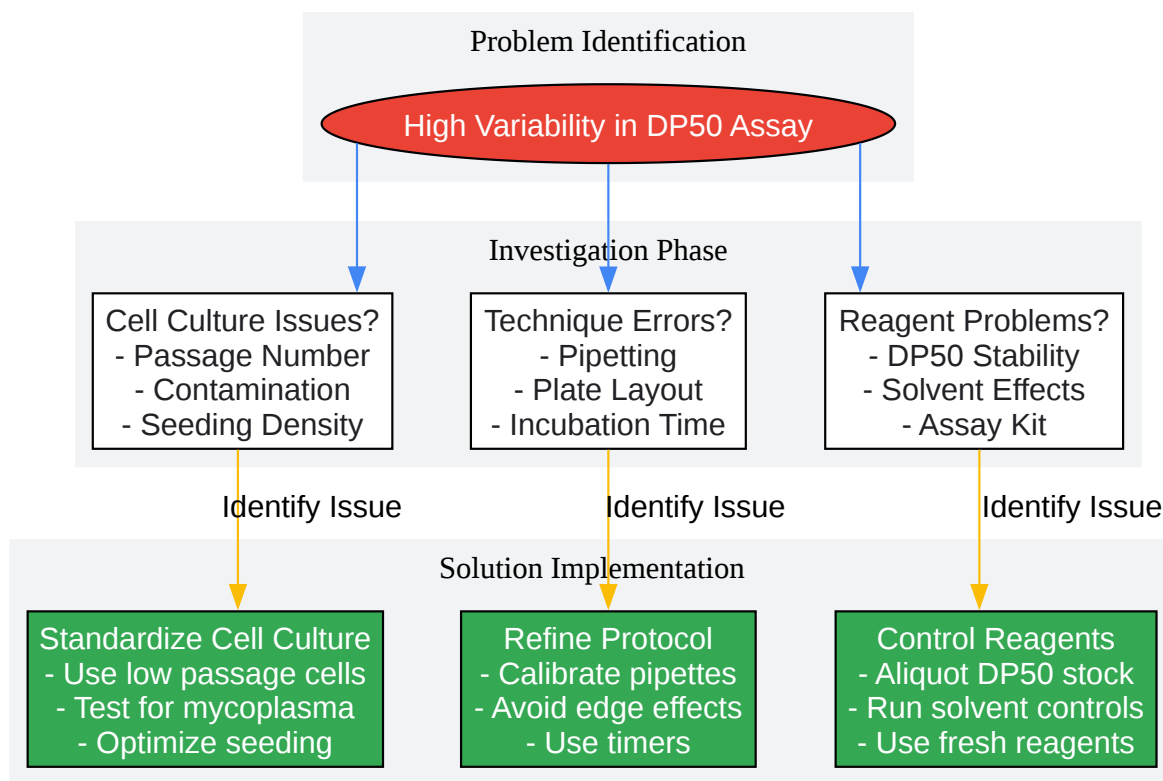 Problem Identification
High Variability in DP50 Assay
Investigation Phase
Cell Culture Issues?
- Passage Number
- Contamination
- Seeding Density
Technique Errors?
- Pipetting
- Plate Layout
- Incubation Time
Reagent Problems?
- DP50 Stability
- Solvent Effects
- Assay Kit
Identify Issue
Identify Issue
Identify Issue
Solution Implementation
Standardize Cell Culture
- Use low passage cells
- Test for mycoplasma
- Optimize seeding
Refine Protocol
- Calibrate pipettes
- Avoid edge effects
- Use timers
Control Reagents
- Aliquot DP50 stock
- Run solvent controls
- Use fresh reagents